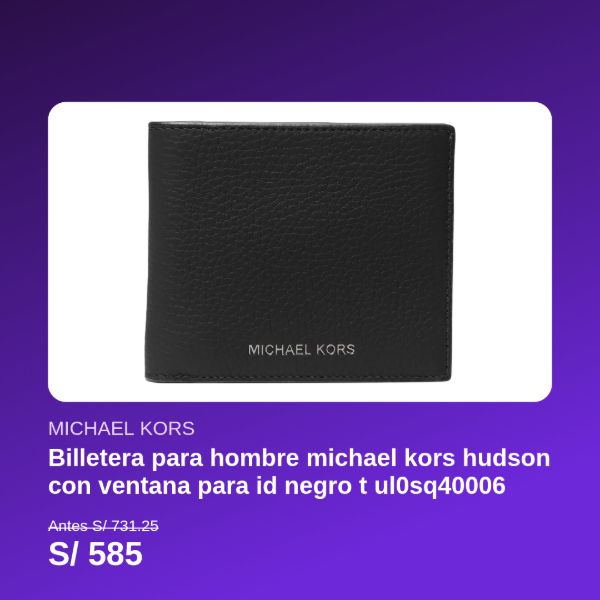 MICHAEL KORS
MICHAEL KORS
Billetera para hombre michael kors hudson
con ventana para id negro t ul0sq40006
Antes S/ 731.25
S/ 585